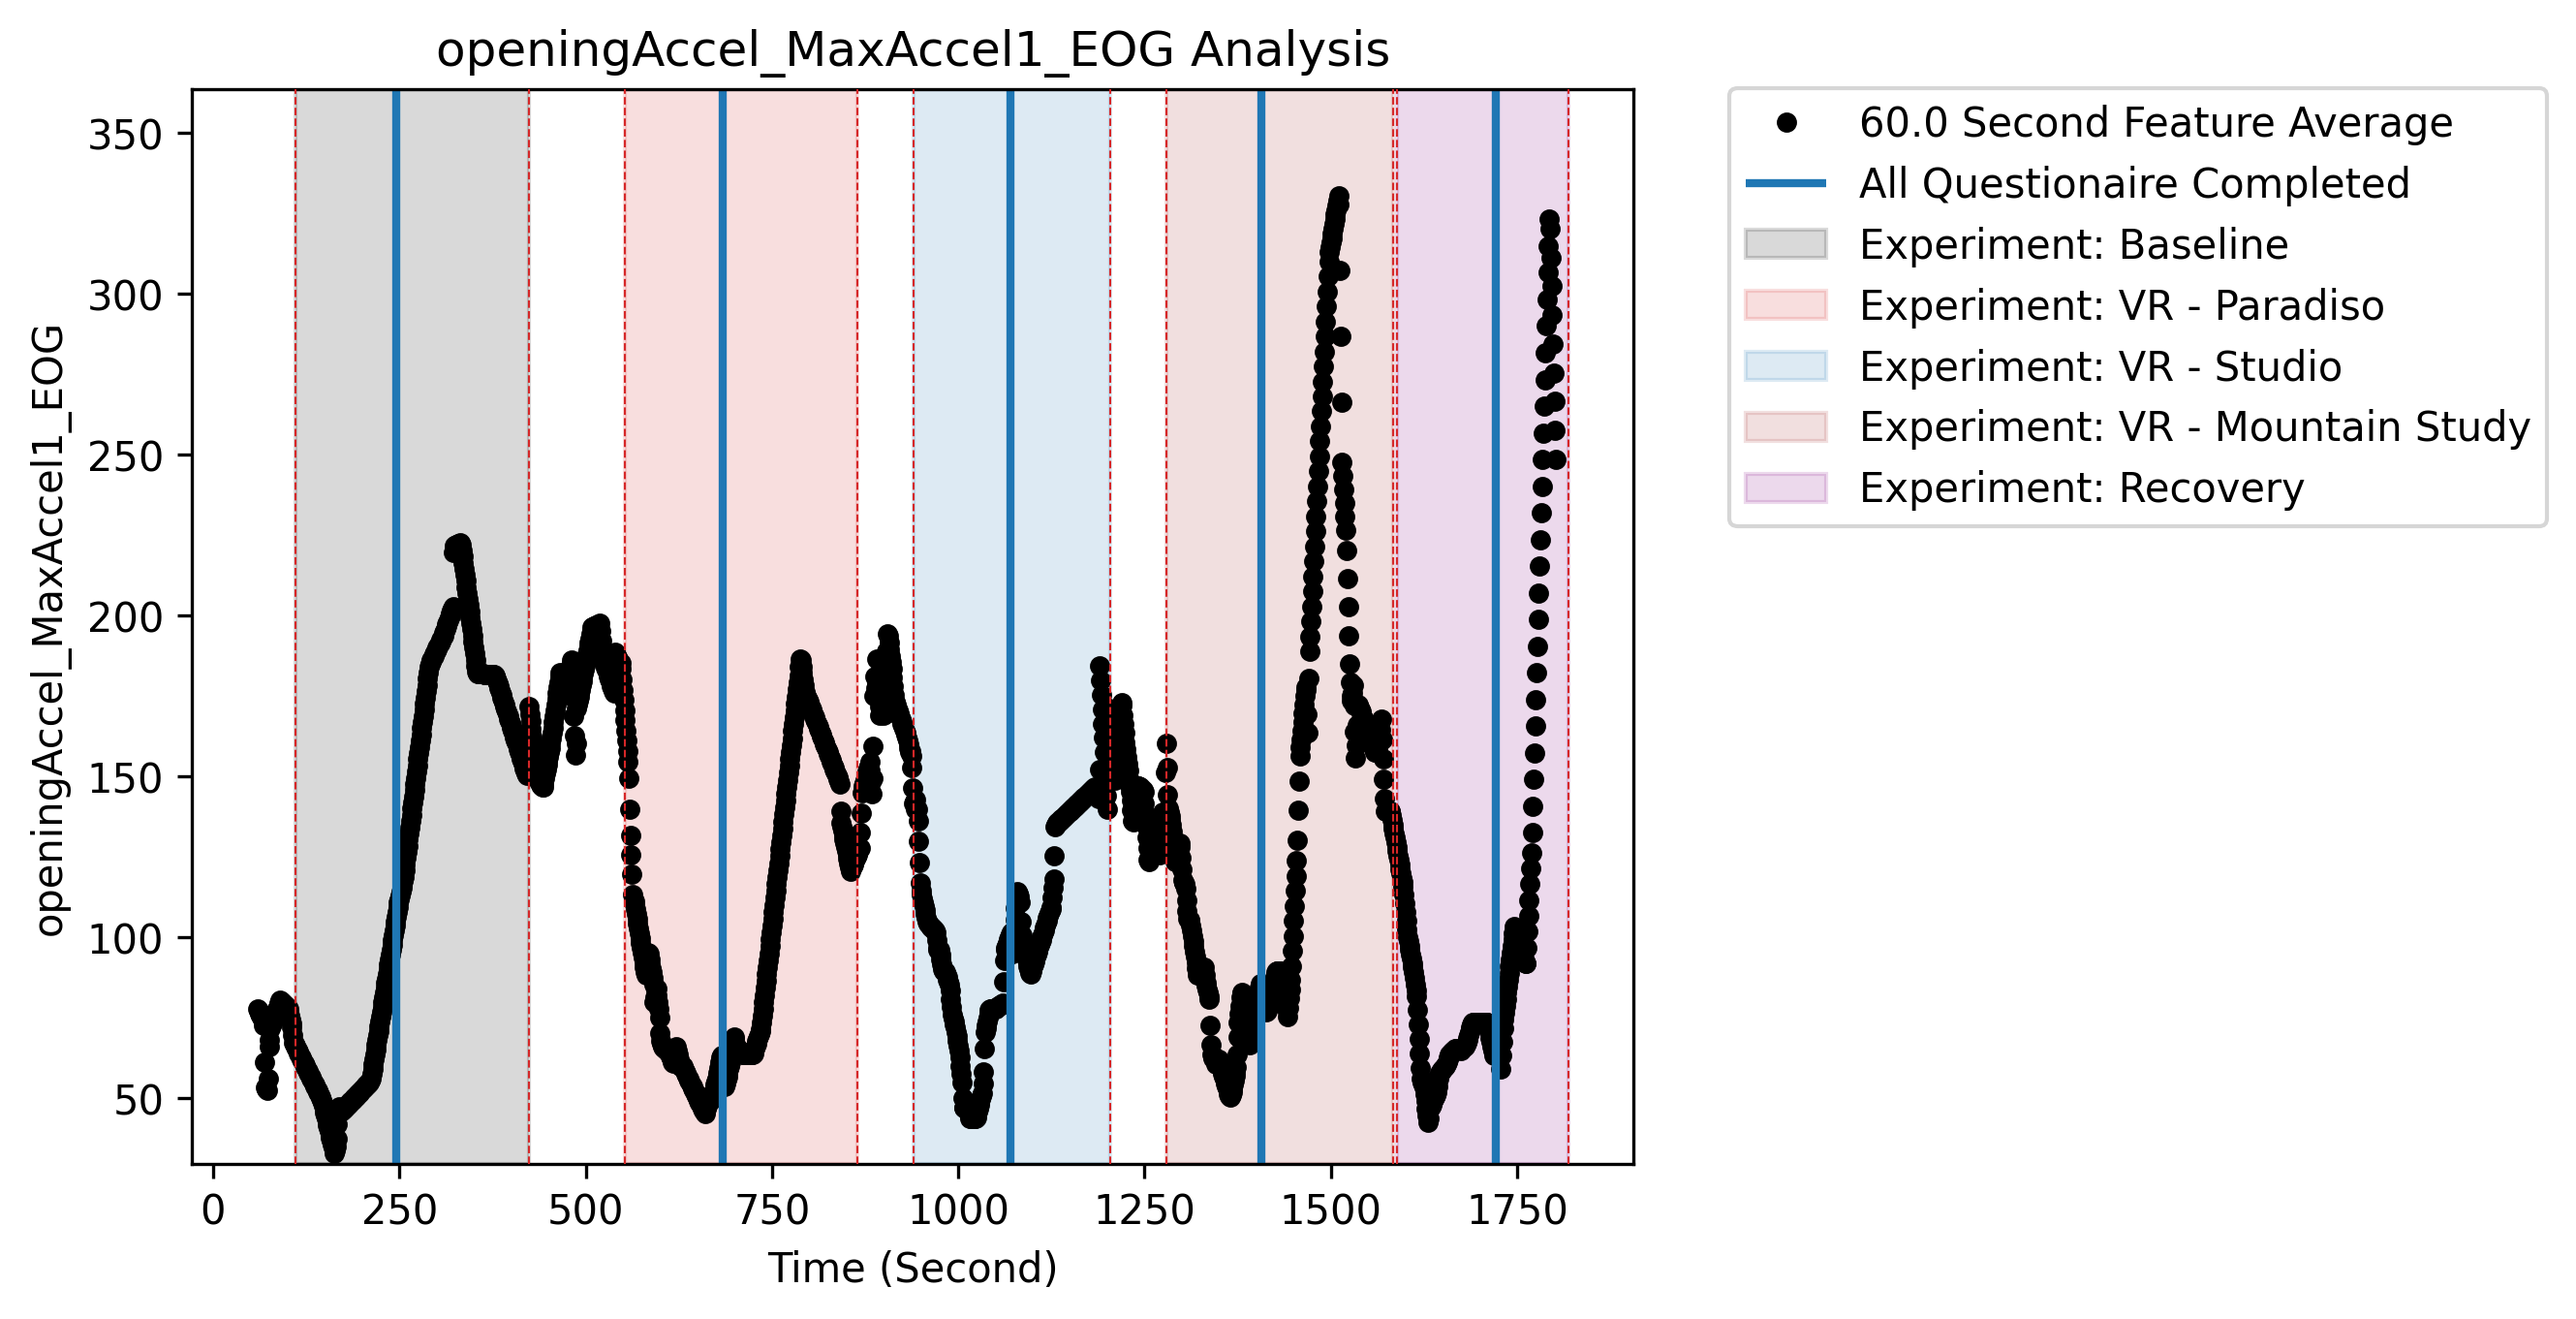 openingAccel_MaxAccel1_EOG Analysis
openingAccel_MaxAccel1_EOG
350
300
250
200
150
100
50
0 250 500 750 1000 1250 1500 1750
Time (Second)
60.0 Second Feature Average
All Questionaire Completed
Experiment: Baseline
Experiment: VR - Paradiso
Experiment: VR - Studio
Experiment: VR - Mountain Study
Experiment: Recovery